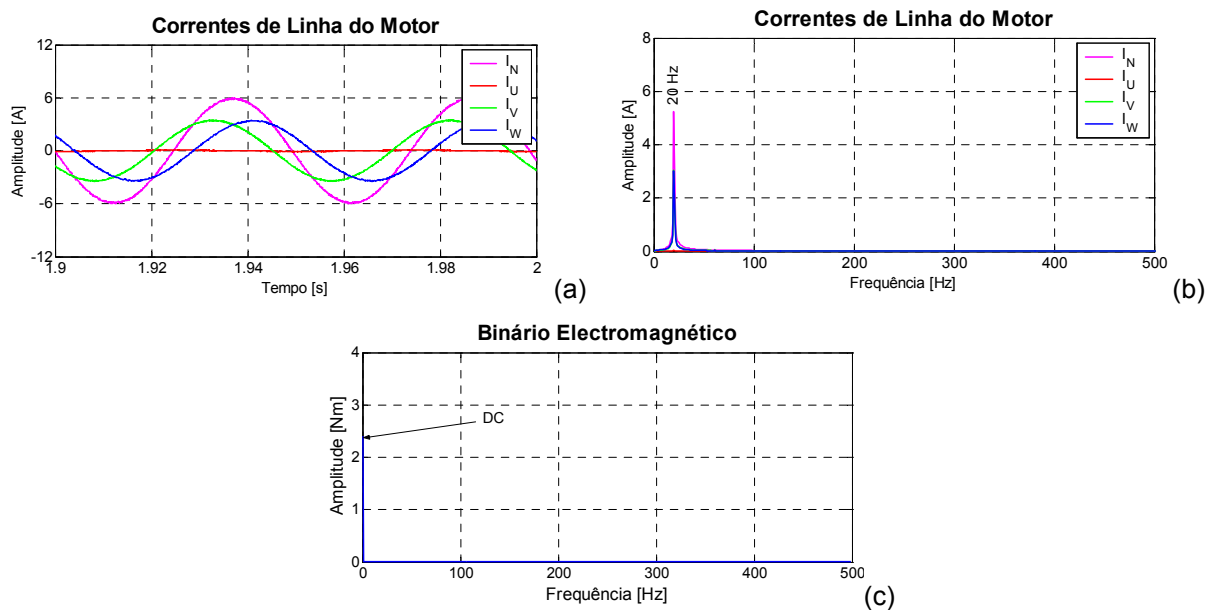 Correntes de Linha do Motor
Amplitude [A]
12
6
0
-6
-12
I_N
I_U
I_V
I_W
1.9 1.92 1.94 1.96 1.98 2
Tempo [s]
(a)
Correntes de Linha do Motor
Amplitude [A]
8
6
4
2
0
20 Hz
I_N
I_U
I_V
I_W
0 100 200 300 400 500
Frequência [Hz]
(b)
Binário Electromagnético
Amplitude [Nm]
4
3
2
1
0
DC
0 100 200 300 400 500
Frequência [Hz]
(c)